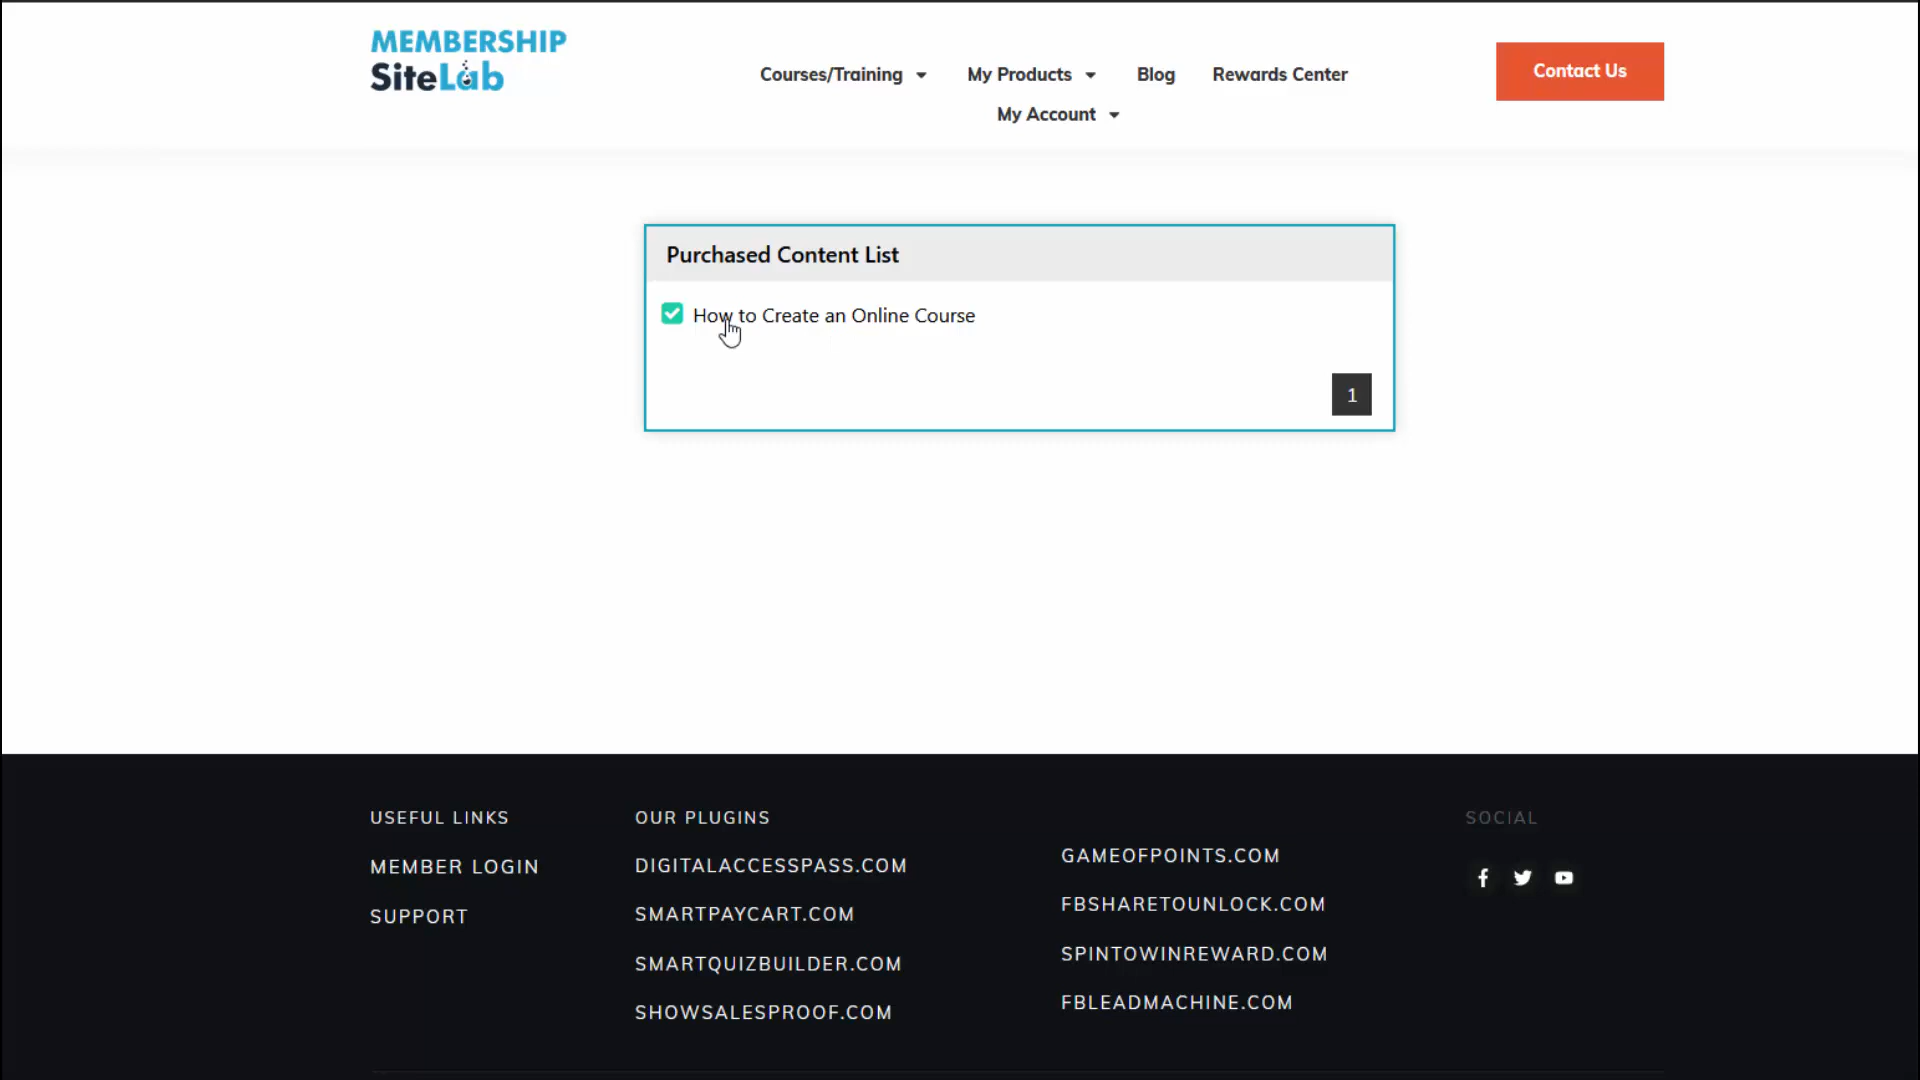 MEMBERSHIP
SiteLab
Courses/Training
My Products
Blog
Rewards Center
My Account
Contact Us
Purchased Content List
How to Create an Online Course
1
USEFUL LINKS
MEMBER LOGIN
SUPPORT
OUR PLUGINS
DIGITALACCESSPASS.COM
SMARTPAYCART.COM
SMARTQUIZBUILDER.COM
SHOWSALESPROOF.COM
GAMEOFPOINTS.COM
FBSHARETOUNLOCK.COM
SPINTOWINREWARD.COM
FBLEADMACHINE.COM
SOCIAL